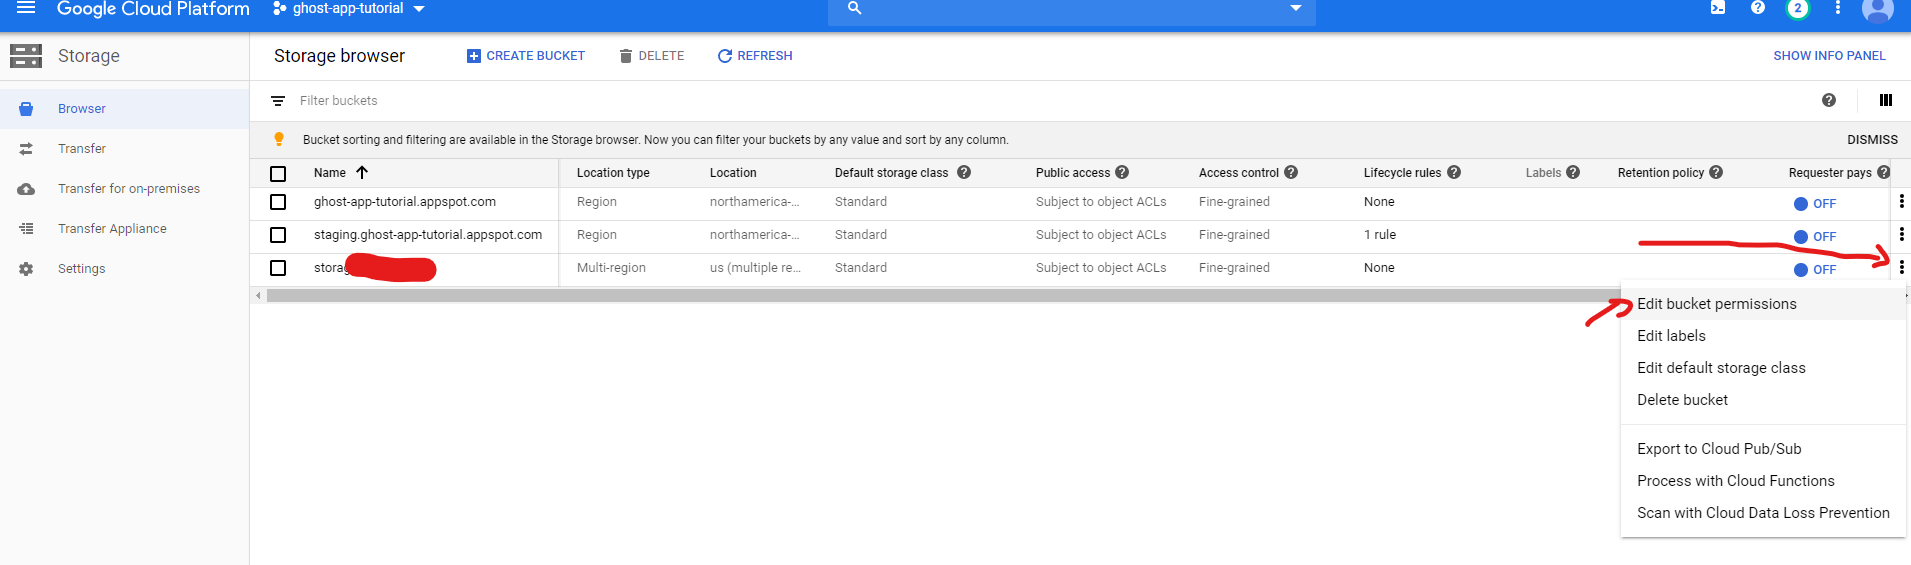 Google Cloud Platform ghost-app-tutorial 2
Storage Storage browser CREATE BUCKET DELETE REFRESH SHOW INFO PANEL
Browser Filter buckets
Bucket sorting and filtering are available in the Storage browser. Now you can filter your buckets by any value and sort by any column. DISMISS
Transfer
Transfer for on-premises
Transfer Appliance
Settings
Name Location type Location Default storage class Public access Access control Lifecycle rules Labels Retention policy Requester pays
ghost-app-tutorial.appspot.com Region northamerica-... Standard Subject to object ACLs Fine-grained None OFF
staging.ghost-app-tutorial.appspot.com Region northamerica-... Standard Subject to object ACLs Fine-grained 1 rule OFF
Multi-region us (multiple re... Standard Subject to object ACLs Fine-grained None OFF
Edit bucket permissions
Edit labels
Edit default storage class
Delete bucket
Export to Cloud Pub/Sub
Process with Cloud Functions
Scan with Cloud Data Loss Prevention